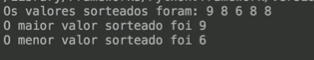 Os valores sorteados foram: 9 8 6 8 8
O maior valor sorteado foi 9
O menor valor sorteado foi 6